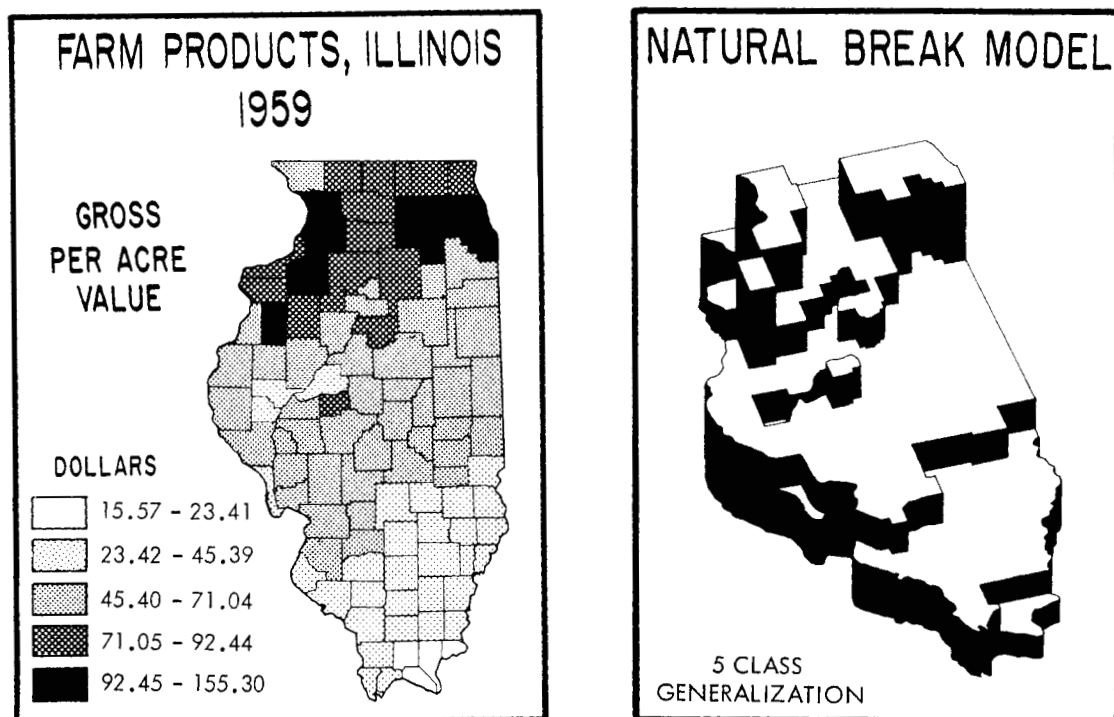 FARM PRODUCTS, ILLINOIS
1959
GROSS
PER ACRE
VALUE
DOLLARS
15.57 - 23.41
23.42 - 45.39
45.40 - 71.04
71.05 - 92.44
92.45 - 155.30
NATURAL BREAK MODEL
5 CLASS
GENERALIZATION